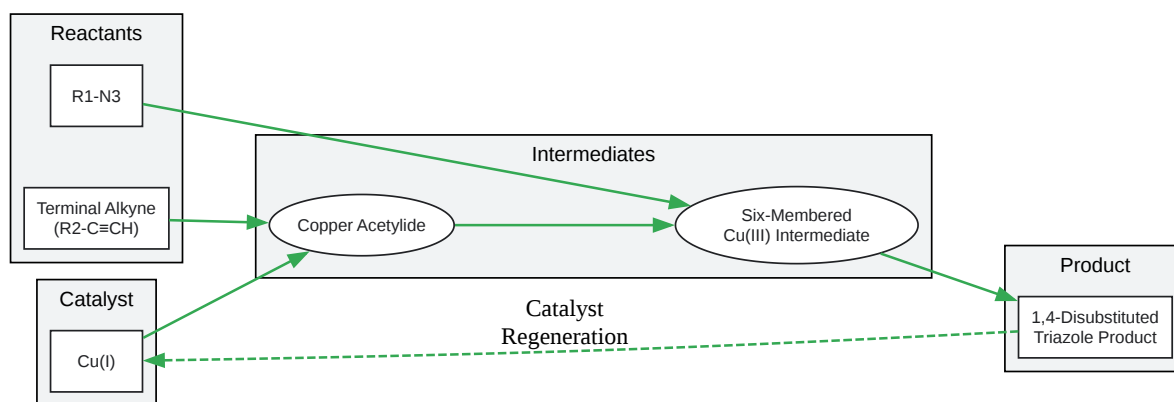 Reactants
R1-N3
Terminal Alkyne
(R2-C≡CH)
Catalyst
Cu(I)
Intermediates
Copper Acetylide
Six-Membered
Cu(III) Intermediate
Catalyst
Regeneration
Product
1,4-Disubstituted
Triazole Product